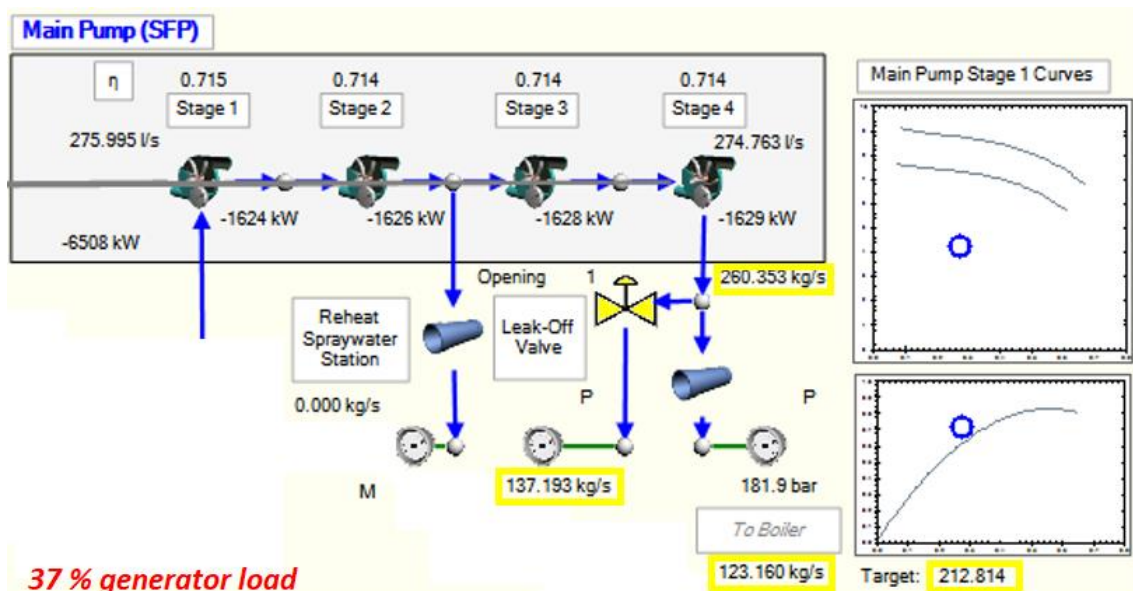 Main Pump (SFP)
η
0.715
0.714
0.714
0.714
Stage 1
Stage 2
Stage 3
Stage 4
275.995 l/s
274.763 l/s
-1624 kW
-1626 kW
-1628 kW
-1629 kW
-6508 kW
Opening
1
260.353 kg/s
Reheat
Spraywater
Station
Leak-Off
Valve
0.000 kg/s
P
P
M
137.193 kg/s
181.9 bar
To Boiler
123.160 kg/s
37 % generator load
Main Pump Stage 1 Curves
Target: 212.814